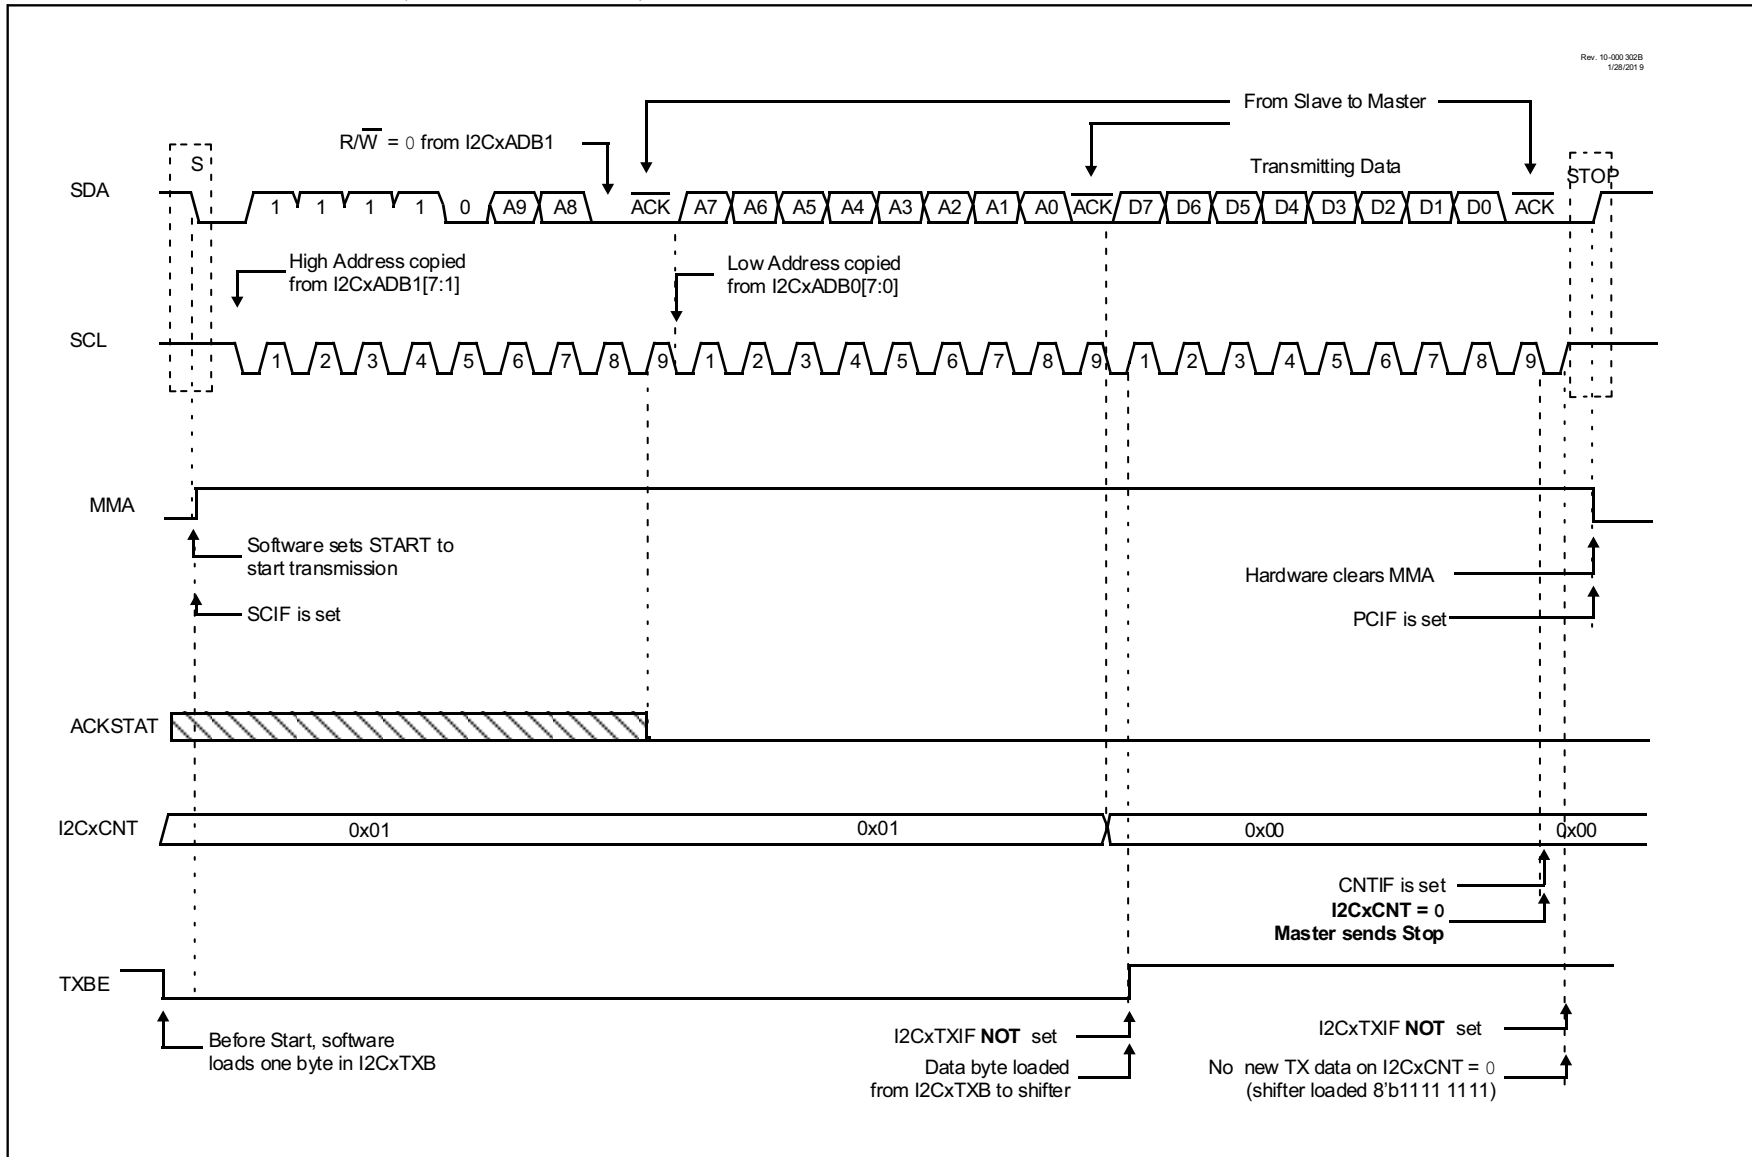 Rev. 10-000 302B
1/28/201 9
From Slave to Master
R/W = 0 from I2CxADB1
S
Transmitting Data
STOP
SDA
1 1 1 1 0 A9 A8 ACK A7 A6 A5 A4 A3 A2 A1 A0 ACK D7 D6 D5 D4 D3 D2 D1 D0 ACK
High Address copied
from I2CxADB1[7:1]
Low Address copied
from I2CxADB0[7:0]
SCL
1 2 3 4 5 6 7 8 9 1 2 3 4 5 6 7 8 9 1 2 3 4 5 6 7 8 9
MMA
Software sets START to
start transmission
Hardware clears MMA
SCIF is set
PCIF is set
ACKSTAT
I2CxCNT
0x01 0x01 0x00 0x00
CNTIF is set
I2CxCNT = 0
Master sends Stop
TXBE
Before Start, software
loads one byte in I2CxTXB
I2CxTXIF NOT set
Data byte loaded
from I2CxTXB to shifter
I2CxTXIF NOT set
No new TX data on I2CxCNT = 0
(shifter loaded 8'b1111 1111)